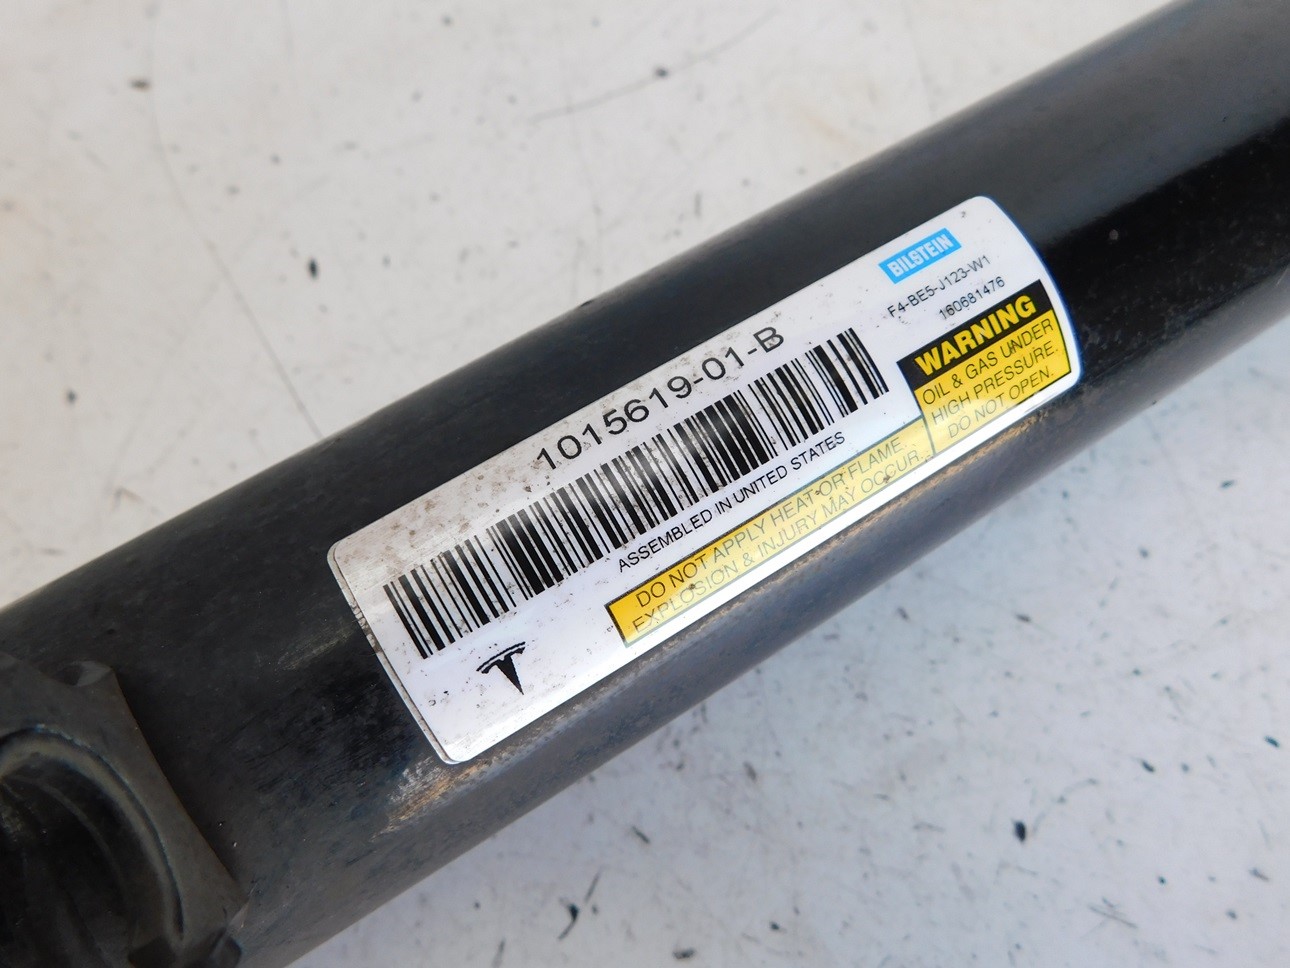 BILSTEIN
F4-BE5-J123-W1
160681476
1015619-01-B
ASSEMBLED IN UNITED STATES
WARNING
OIL & GAS UNDER
HIGH PRESSURE.
DO NOT OPEN.
DO NOT APPLY HEAT OR FLAME.
EXPLOSION & INJURY MAY OCCUR.